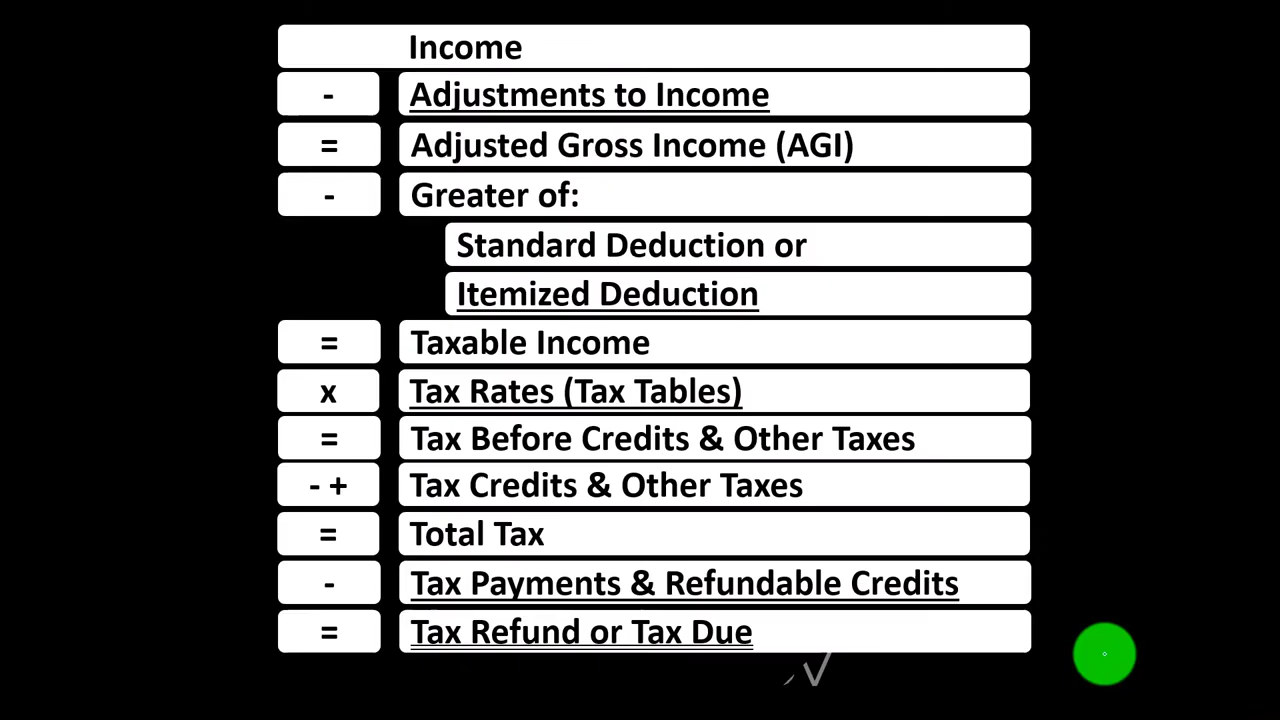 Income
- Adjustments to Income
= Adjusted Gross Income (AGI)
- Greater of:
Standard Deduction or
Itemized Deduction
= Taxable Income
x Tax Rates (Tax Tables)
= Tax Before Credits & Other Taxes
- + Tax Credits & Other Taxes
= Total Tax
- Tax Payments & Refundable Credits
= Tax Refund or Tax Due